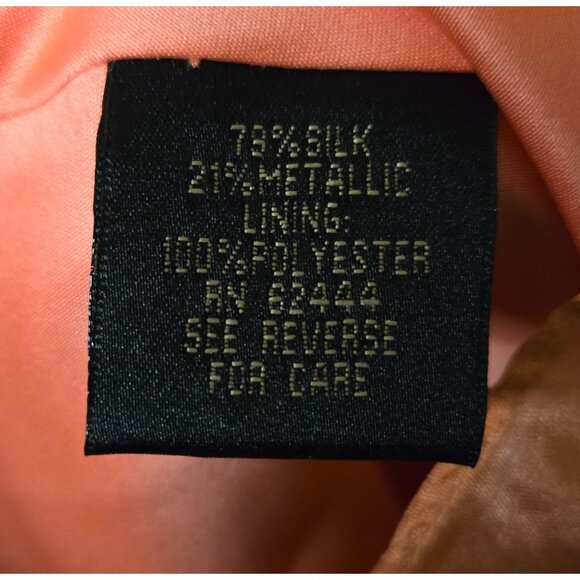 79% SILK
21% METALLIC
LINING:
100% POLYESTER
RN 62444
SEE REVERSE
FOR CARE